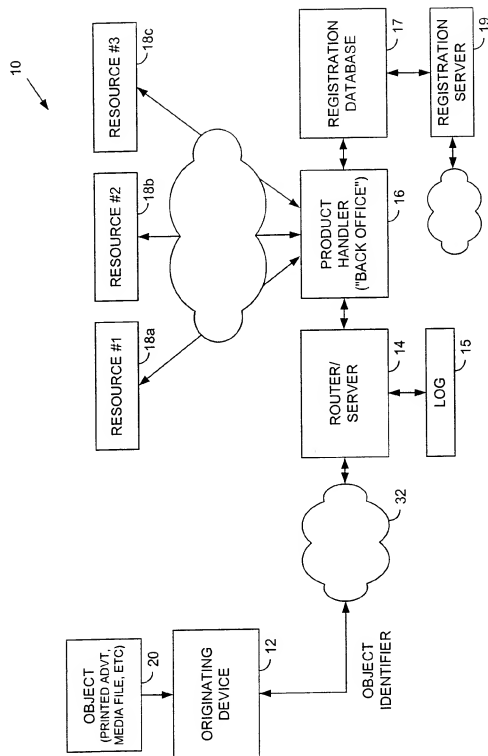 10
RESOURCE #1
18a
RESOURCE #2
18b
RESOURCE #3
18c
OBJECT
(PRINTED ADVT,
MEDIA FILE, ETC)
20
ORIGINATING
DEVICE
12
OBJECT
IDENTIFIER
32
ROUTER/
SERVER
14
LOG
15
PRODUCT
HANDLER
("BACK OFFICE")
16
REGISTRATION
DATABASE
17
REGISTRATION
SERVER
19